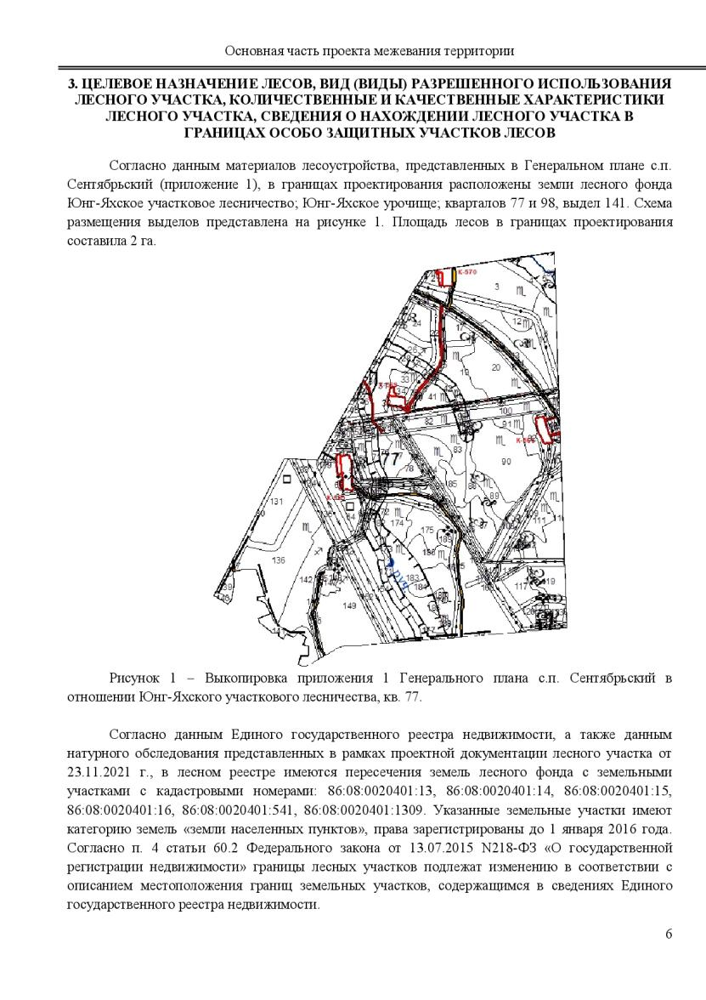 Основная часть проекта межевания территории
3. ЦЕЛЕВОЕ НАЗНАЧЕНИЕ ЛЕСОВ, ВИД (ВИДЫ) РАЗРЕШЕННОГО ИСПОЛЬЗОВАНИЯ
ЛЕСНОГО УЧАСТКА, КОЛИЧЕСТВЕННЫЕ И КАЧЕСТВЕННЫЕ ХАРАКТЕРИСТИКИ
ЛЕСНОГО УЧАСТКА, СВЕДЕНИЯ О НАХОЖДЕНИИ ЛЕСНОГО УЧАСТКА В
ГРАНИЦАХ ОСОБО ЗАЩИТНЫХ УЧАСТКОВ ЛЕСОВ
Согласно данным материалов лесоустройства, представленных в Генеральном плане с.п.
Сентябрьский (приложение 1), в границах проектирования расположены земли лесного фонда
Юнг-Яхское участковое лесничество; Юнг-Яхское урочище; кварталов 77 и 98, выдел 141. Схема
размещения выделов представлена на рисунке 1. Площадь лесов в границах проектирования
составила 2 га.
К-570
3
12
24
17
20
19
33
41
82
100
91
83
90
77
78
85
89
131
136
142
149
174
175
183
117
Рисунок 1 – Выкопировка приложения 1 Генерального плана с.п. Сентябрьский в
отношении Юнг-Яхского участкового лесничества, кв. 77.
Согласно данным Единого государственного реестра недвижимости, а также данным
натурного обследования представленных в рамках проектной документации лесного участка от
23.11.2021 г., в лесном реестре имеются пересечения земель лесного фонда с земельными
участками с кадастровыми номерами: 86:08:0020401:13, 86:08:0020401:14, 86:08:0020401:15,
86:08:0020401:16, 86:08:0020401:541, 86:08:0020401:1309. Указанные земельные участки имеют
категорию земель «земли населенных пунктов», права зарегистрированы до 1 января 2016 года.
Согласно п. 4 статьи 60.2 Федерального закона от 13.07.2015 N218-ФЗ «О государственной
регистрации недвижимости» границы лесных участков подлежат изменению в соответствии с
описанием местоположения границ земельных участков, содержащимся в сведениях Единого
государственного реестра недвижимости.
6